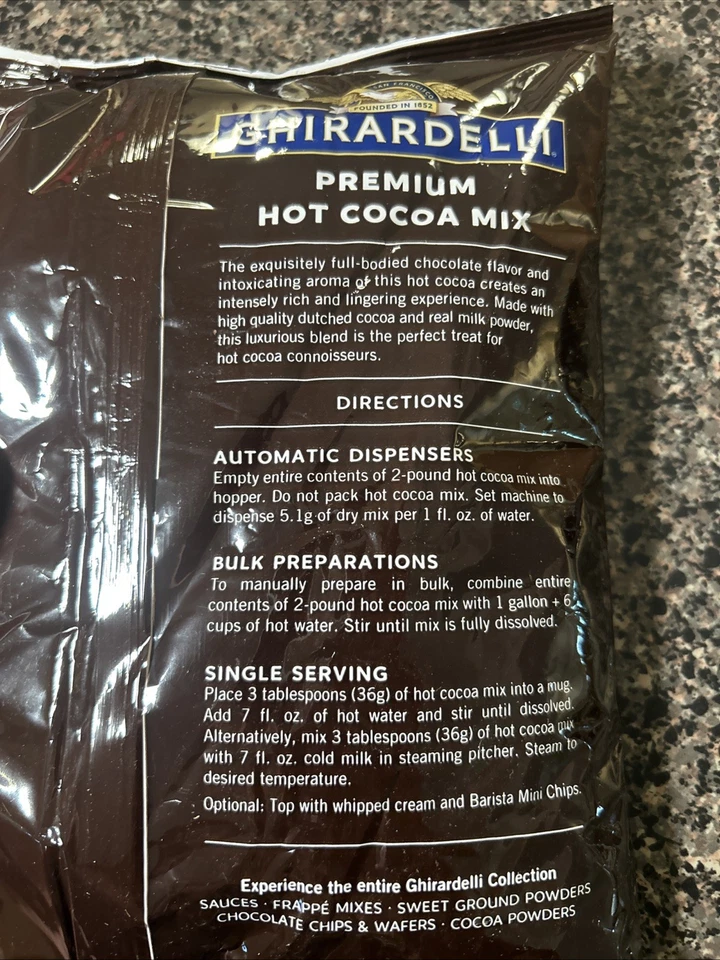 SAN FRANCISCO
FOUNDED IN 1852
GHIRARDELLI
PREMIUM
HOT COCOA MIX
The exquisitely full-bodied chocolate flavor and
intoxicating aroma of this hot cocoa creates an
intensely rich and lingering experience. Made with
high quality dutched cocoa and real milk powder,
this luxurious blend is the perfect treat for
hot cocoa connoisseurs.
DIRECTIONS
AUTOMATIC DISPENSERS
Empty entire contents of 2-pound hot cocoa mix into
hopper. Do not pack hot cocoa mix. Set machine to
dispense 5.1g of dry mix per 1 fl. oz. of water.
BULK PREPARATIONS
To manually prepare in bulk, combine entire
contents of 2-pound hot cocoa mix with 1 gallon + 6
cups of hot water. Stir until mix is fully dissolved.
SINGLE SERVING
Place 3 tablespoons (36g) of hot cocoa mix into a mug.
Add 7 fl. oz. of hot water and stir until dissolved.
Alternatively, mix 3 tablespoons (36g) of hot cocoa mix
with 7 fl. oz. cold milk in steaming pitcher. Steam to
desired temperature.
Optional: Top with whipped cream and Barista Mini Chips.
Experience the entire Ghirardelli Collection
SAUCES · FRAPPÉ MIXES · SWEET GROUND POWDERS
CHOCOLATE CHIPS & WAFERS · COCOA POWDERS